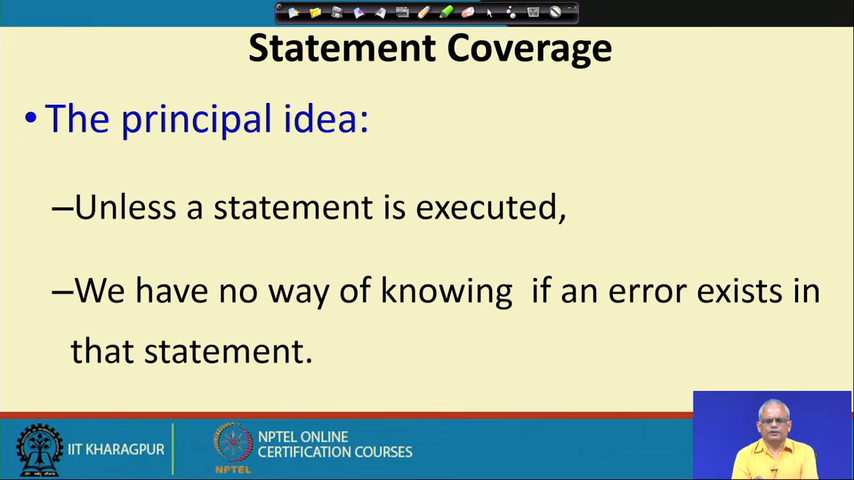 Statement Coverage
• The principal idea:
–Unless a statement is executed,
–We have no way of knowing if an error exists in
that statement.
IIT KHARAGPUR
NPTEL
NPTEL ONLINE
CERTIFICATION COURSES